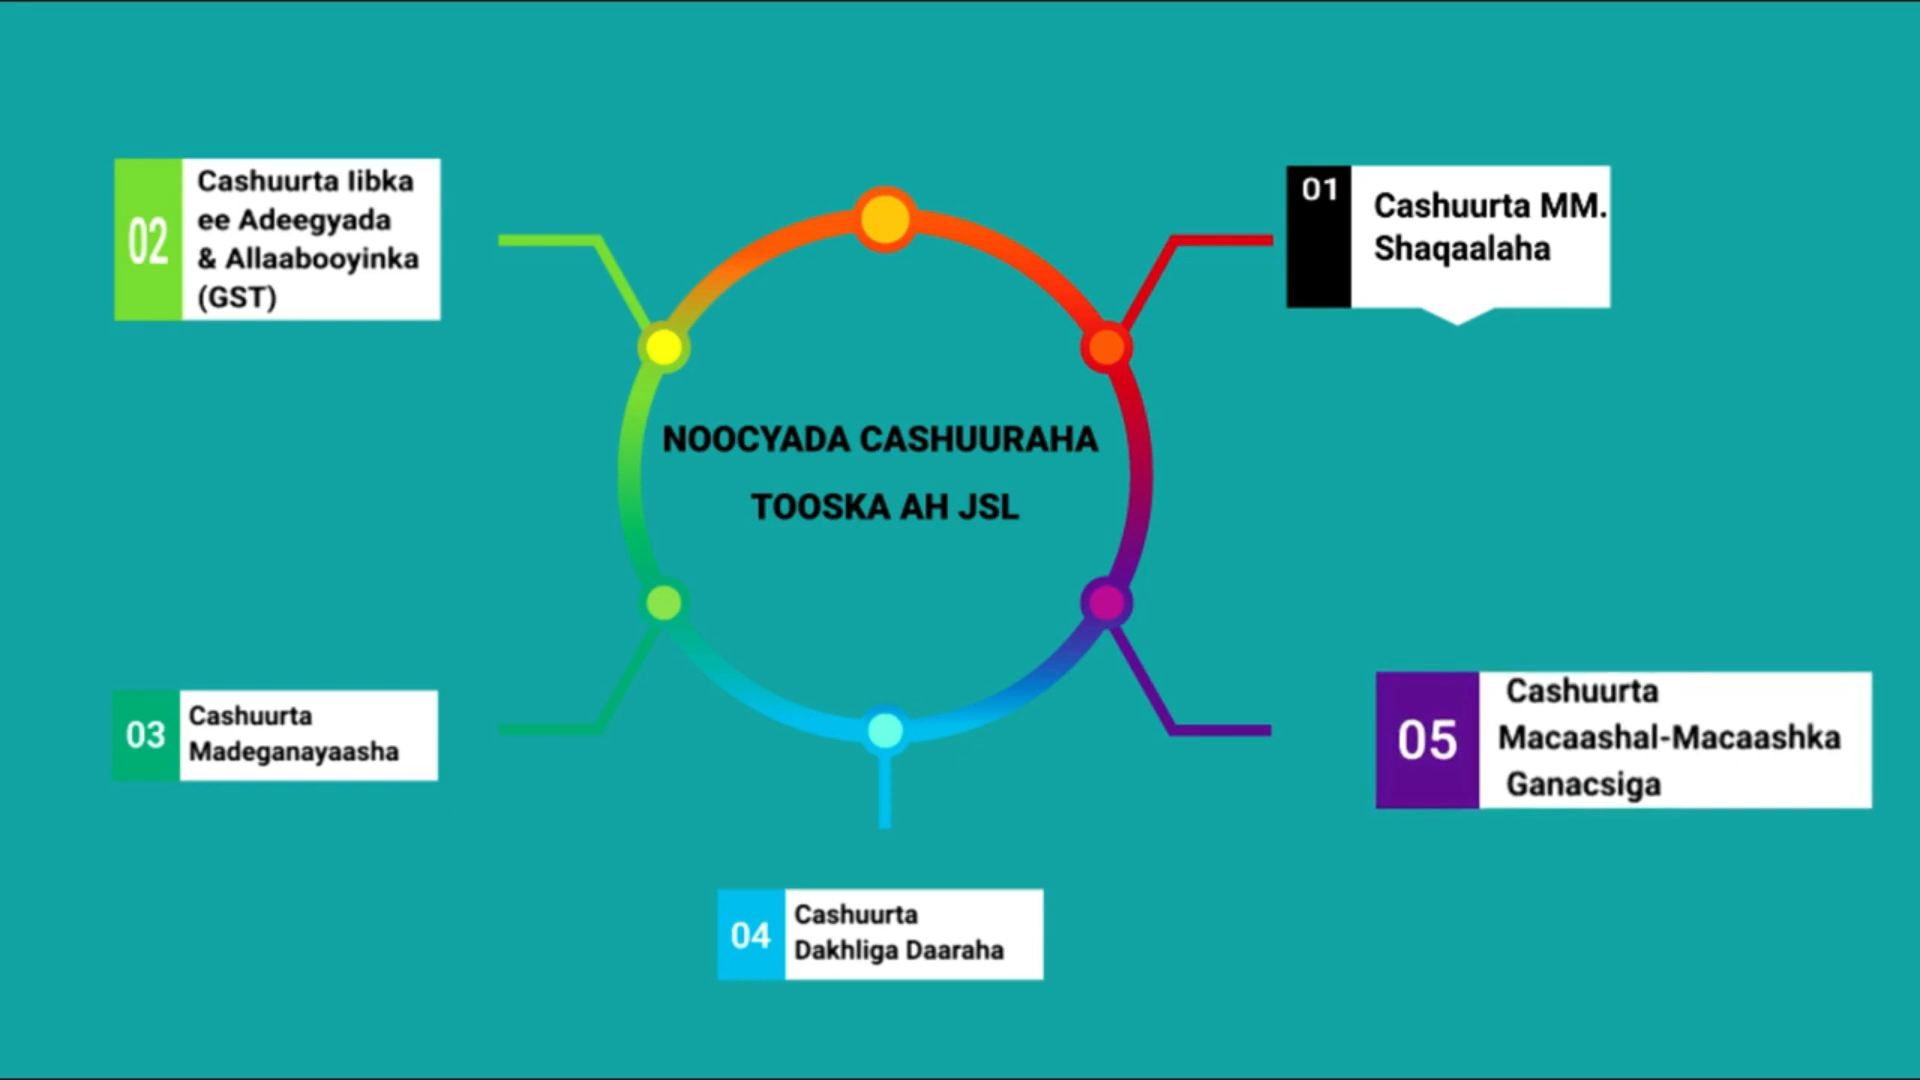 NOOCYADA CASHUURAHA
TOOSKA AH JSL
01
Cashuurta MM.
Shaqaalaha
02
Cashuurta Iibka
ee Adeegyada
& Allaabooyinka
(GST)
03
Cashuurta
Madeganayaasha
04
Cashuurta
Dakhliga Daaraha
05
Cashuurta
Macaashal-Macaashka
Ganacsiga